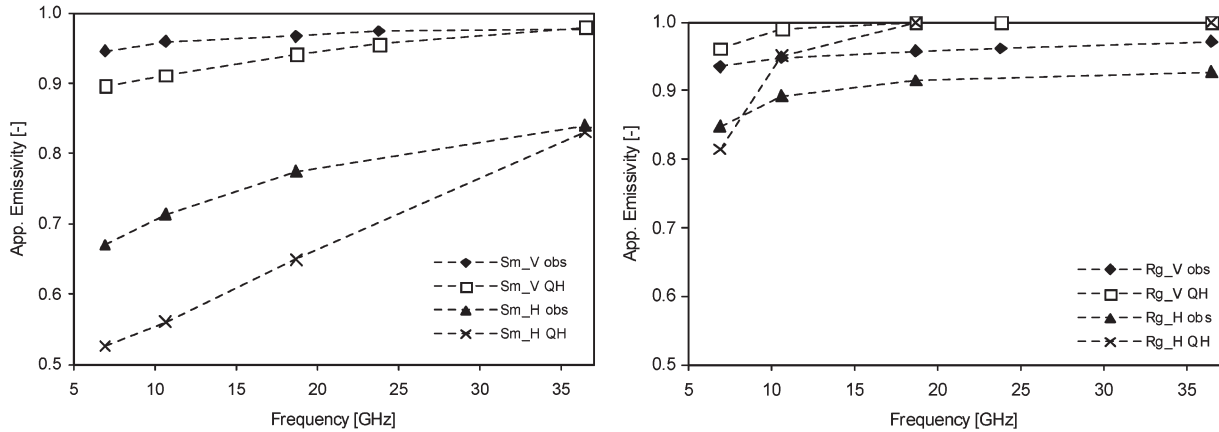 1.0
0.9
0.8
0.7
0.6
0.5
App. Emissivity [-]
5 10 15 20 25 30 35
Frequency [GHz]
Sm_V obs
Sm_V QH
Sm_H obs
Sm_H QH
1.0
0.9
0.8
0.7
0.6
0.5
App. Emissivity [-]
5 10 15 20 25 30 35
Frequency [GHz]
Rg_V obs
Rg_V QH
Rg_H obs
Rg_H QH